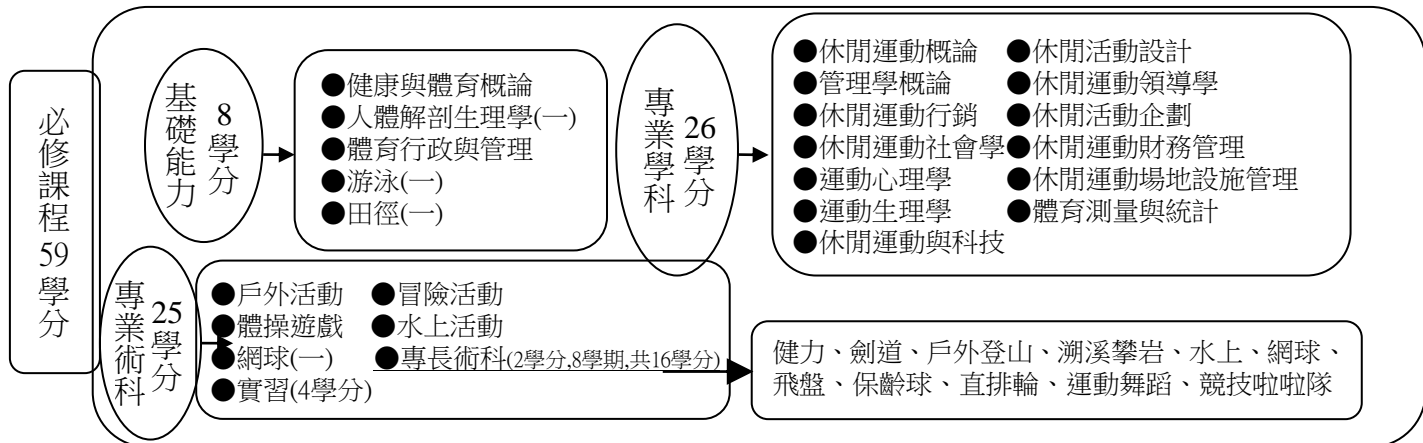 必修課程59學分
基礎能力
8學分
●健康與體育概論
●人體解剖生理學(一)
●體育行政與管理
●游泳(一)
●田徑(一)
專業學科
26學分
●休閒運動概論
●管理學概論
●休閒運動行銷
●休閒運動社會學
●運動心理學
●運動生理學
●休閒運動與科技
●休閒活動設計
●休閒運動領導學
●休閒活動企劃
●休閒運動財務管理
●休閒運動場地設施管理
●體育測量與統計
專業術科
25學分
●戶外活動
●體操遊戲
●網球(一)
●實習(4學分)
●冒險活動
●水上活動
●專長術科(2學分,8學期,共16學分)
健力、劍道、戶外登山、溯溪攀岩、水上、網球、
飛盤、保齡球、直排輪、運動舞蹈、競技啦啦隊